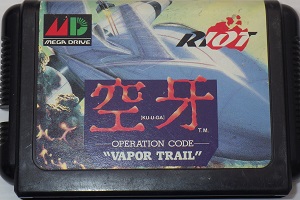 MD
MEGA DRIVE
RIOT
空牙
[KU-U-GA]
T.M.
OPERATION CODE
"VAPOR TRAIL"